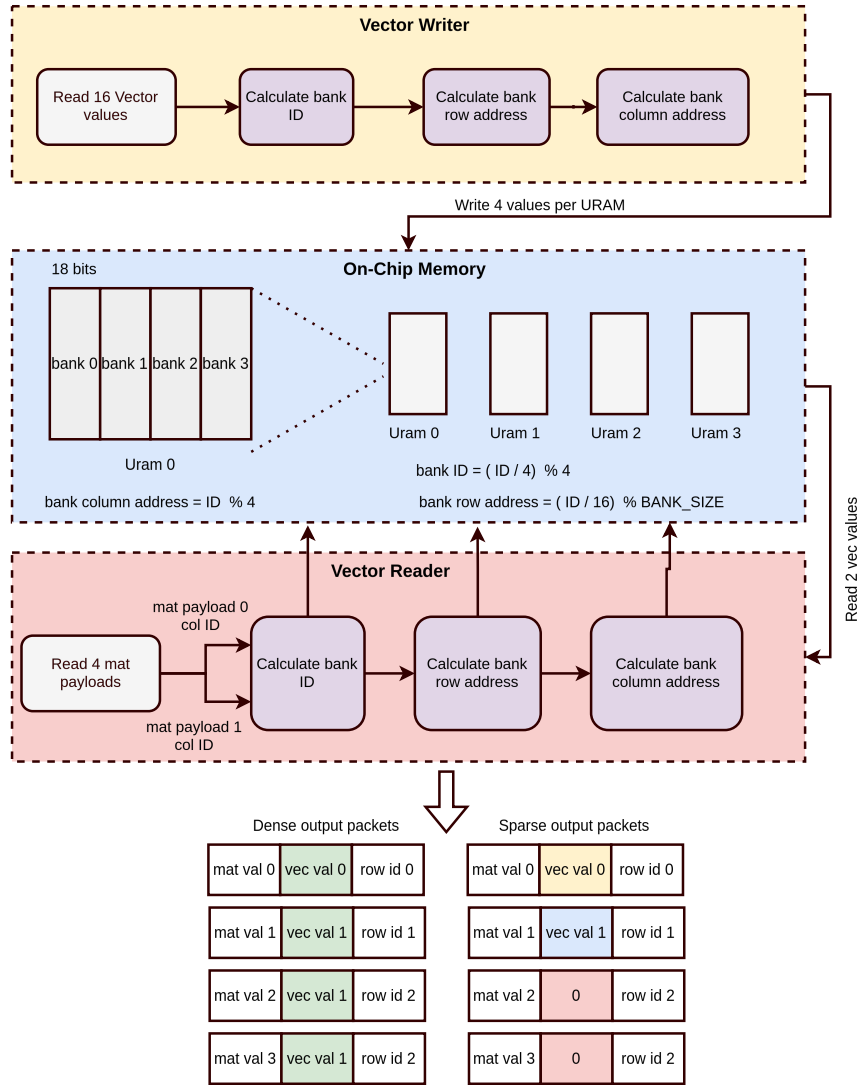 Vector Writer
Read 16 Vector
values
Calculate bank
ID
Calculate bank
row address
Calculate bank
column address
Write 4 values per URAM
18 bits
On-Chip Memory
bank 0
bank 1
bank 2
bank 3
Uram 0
Uram 0
Uram 1
Uram 2
Uram 3
bank ID = ( ID / 4) % 4
bank column address = ID % 4
bank row address = ( ID / 16) % BANK_SIZE
Read 2 vec values
Vector Reader
mat payload 0
col ID
Read 4 mat
payloads
mat payload 1
col ID
Calculate bank
ID
Calculate bank
row address
Calculate bank
column address
Dense output packets
Sparse output packets
mat val 0 vec val 0 row id 0
mat val 0 vec val 0 row id 0
mat val 1 vec val 1 row id 1
mat val 1 vec val 1 row id 1
mat val 2 vec val 1 row id 2
mat val 2 0 row id 2
mat val 3 vec val 1 row id 2
mat val 3 0 row id 2